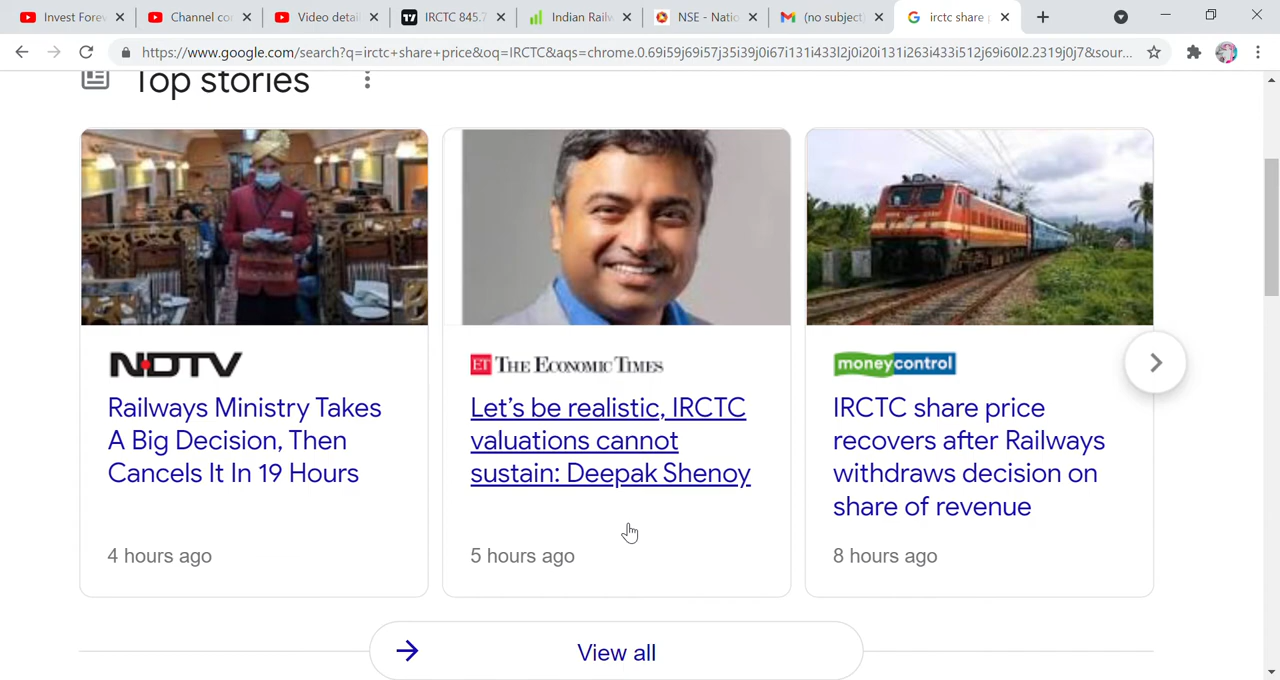 Invest Forev
Channel co
Video detai
IRCTC 845.7
Indian Railw
NSE - Natio
(no subject)
irctc share p
https://www.google.com/search?q=irctc+share+price&oq=IRCTC&aqs=chrome.0.69i59j69i57j35i39j0i67i131i433l2j0i20i131i263i433i512j69i60l2.2319j0j7&sour...
Top stories
NDTV
Railways Ministry Takes
A Big Decision, Then
Cancels It In 19 Hours
4 hours ago
ET THE ECONOMIC TIMES
Let's be realistic, IRCTC
valuations cannot
sustain: Deepak Shenoy
5 hours ago
moneycontrol
IRCTC share price
recovers after Railways
withdraws decision on
share of revenue
8 hours ago
View all